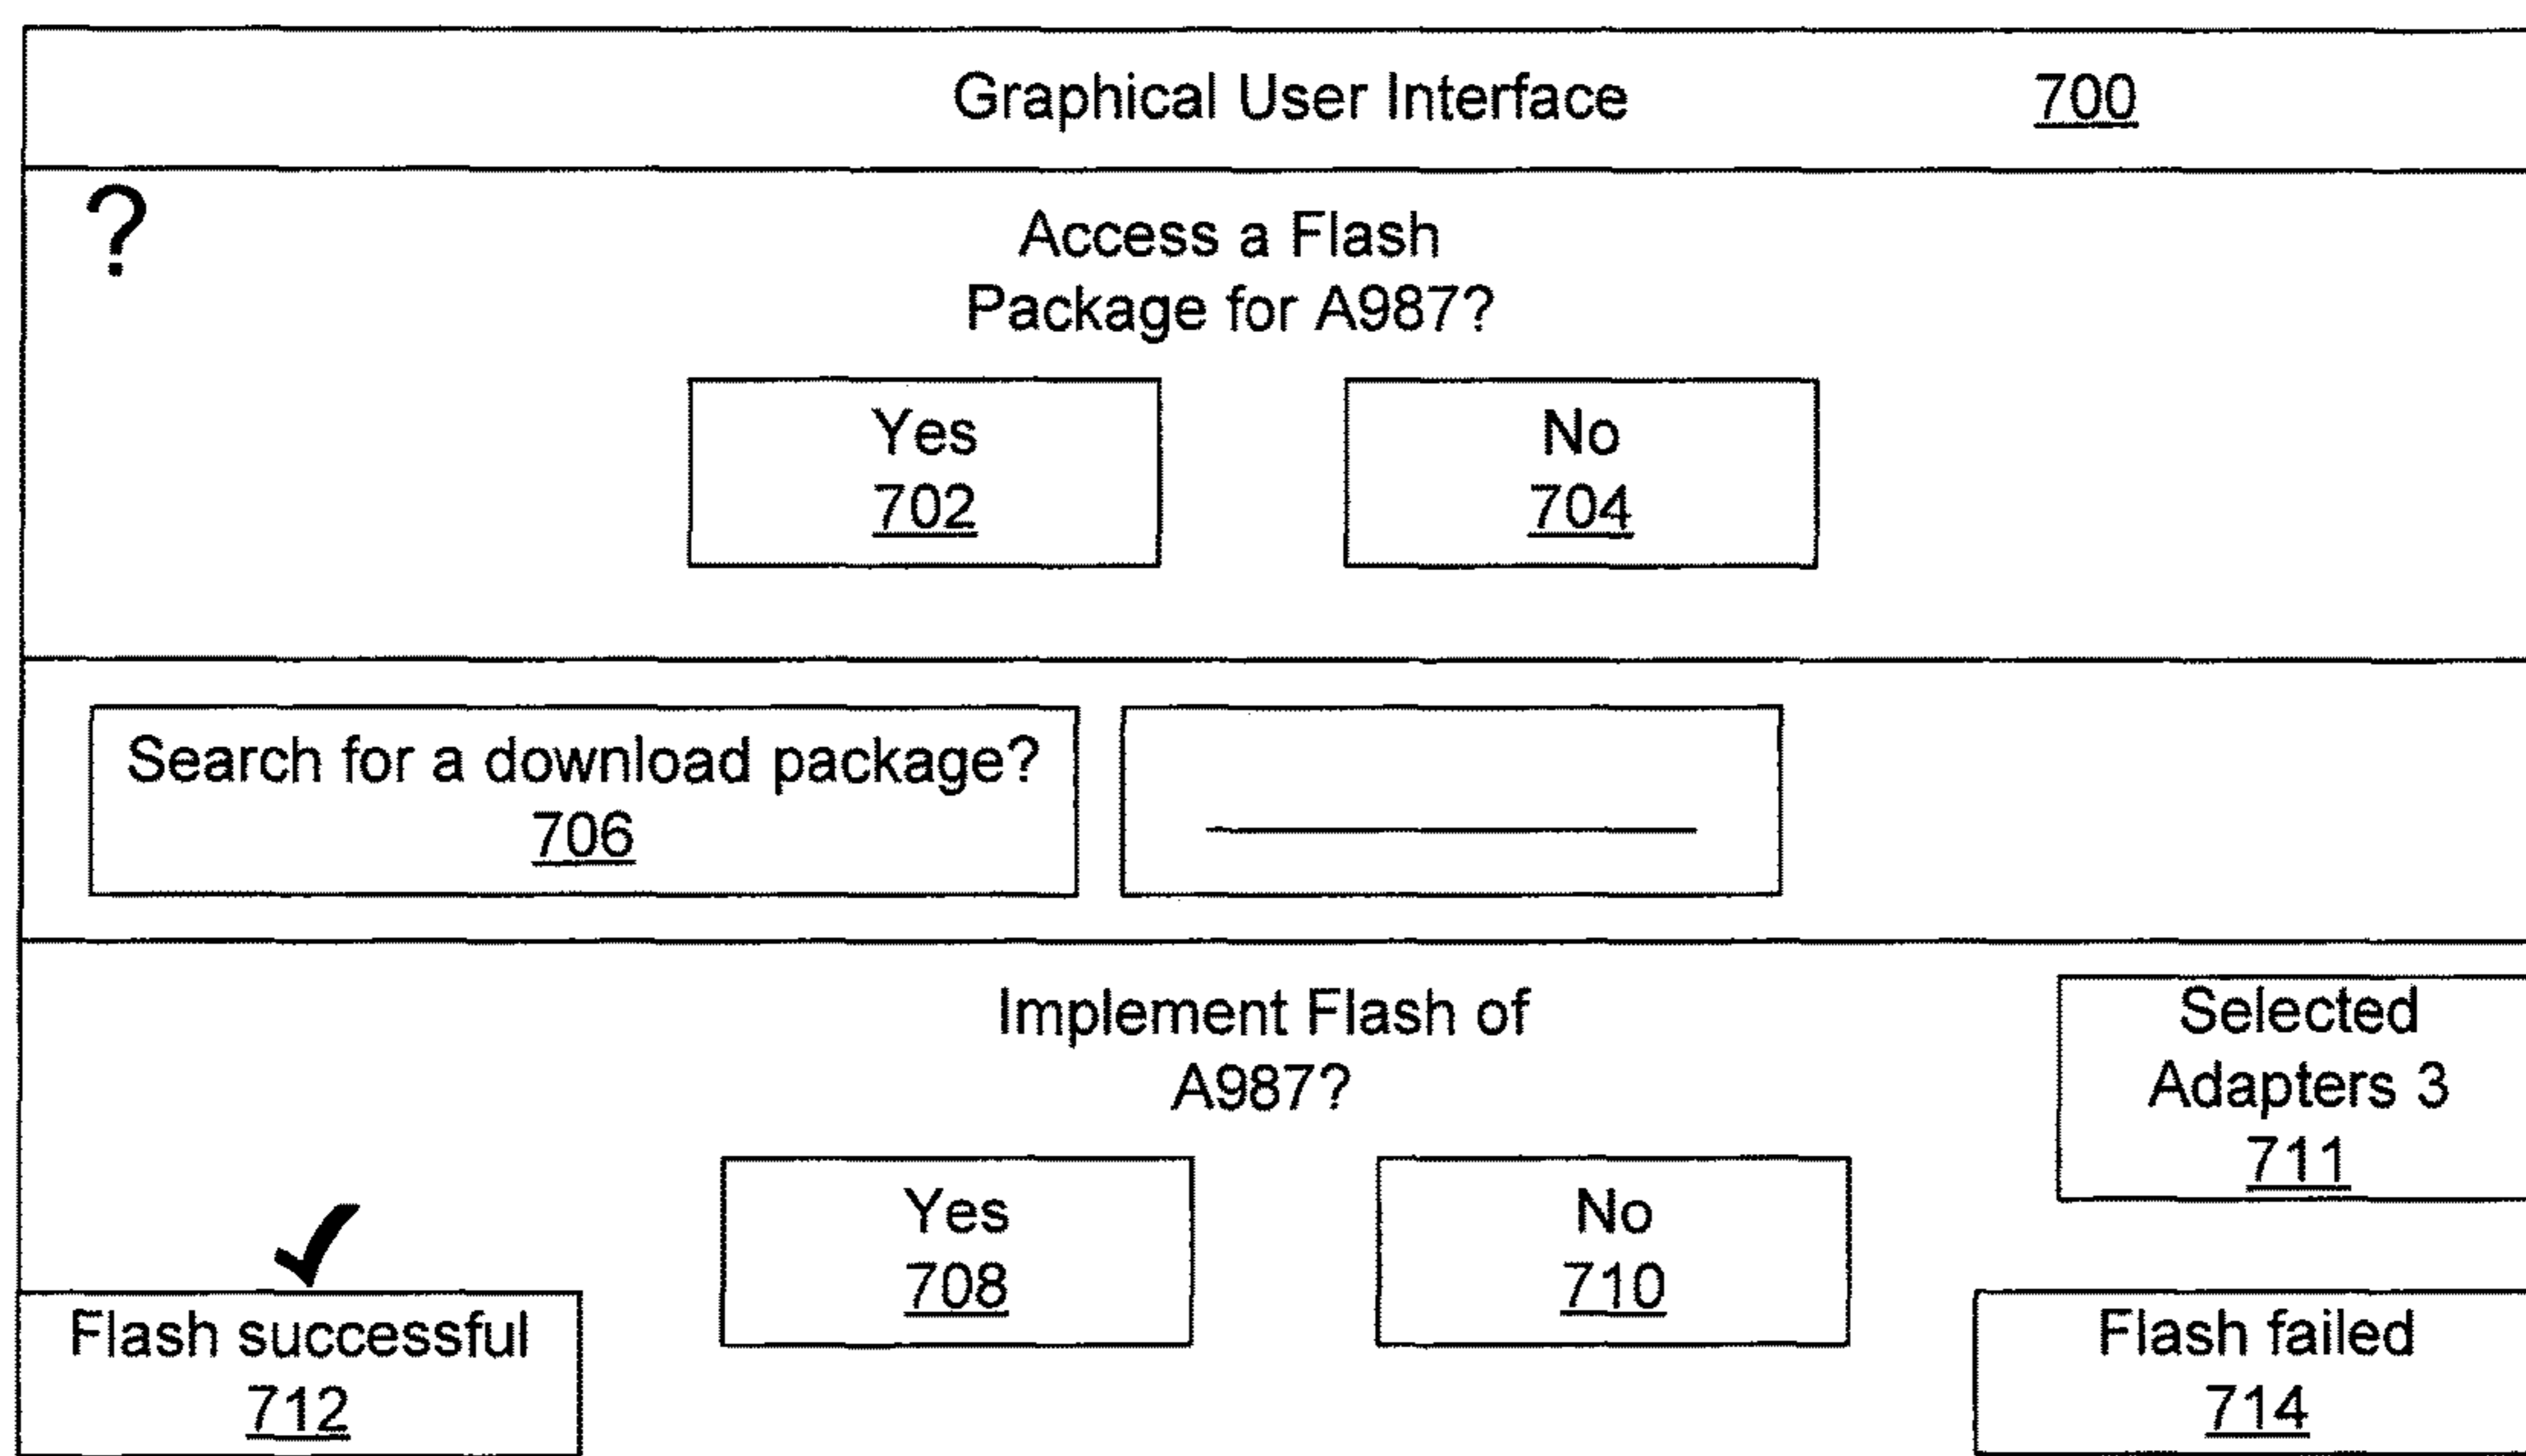 Graphical User Interface 700
?
Access a Flash
Package for A987?
Yes
702
No
704
Search for a download package?
706
Implement Flash of
A987?
Selected
Adapters 3
711
Yes
708
No
710
Flash successful
712
Flash failed
714